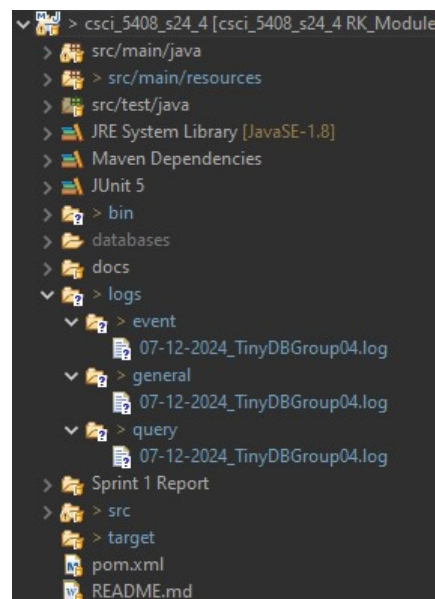 > csci_5408_s24_4 [csci_5408_s24_4 RK_Module
src/main/java
> src/main/resources
src/test/java
JRE System Library [JavaSE-1.8]
Maven Dependencies
JUnit 5
> bin
databases
docs
> logs
> event
07-12-2024_TinyDBGroup04.log
> general
07-12-2024_TinyDBGroup04.log
> query
07-12-2024_TinyDBGroup04.log
Sprint 1 Report
> src
> target
pom.xml
README.md